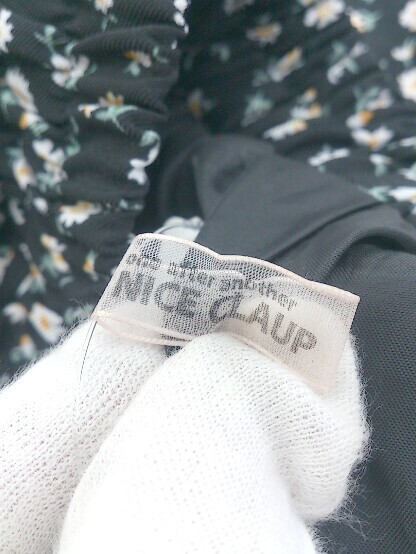 one after another
NICE CLAUP